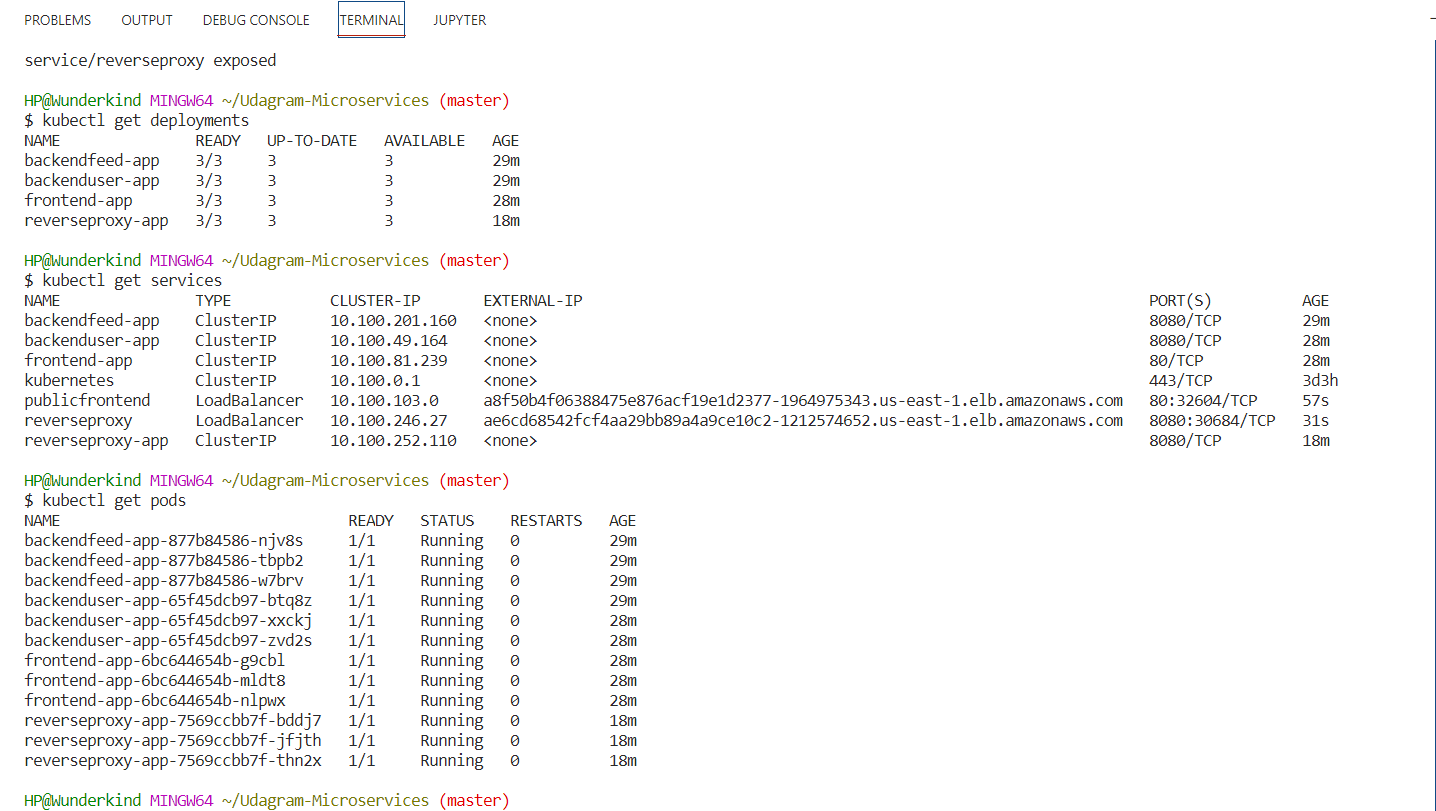 PROBLEMS OUTPUT DEBUG CONSOLE TERMINAL JUPYTER
service/reverseproxy exposed
HP@Wunderkind MINGW64 ~/Udagram-Microservices (master)
$ kubectl get deployments
NAME READY UP-TO-DATE AVAILABLE AGE
backendfeed-app 3/3 3 3 29m
backenduser-app 3/3 3 3 29m
frontend-app 3/3 3 3 28m
reverseproxy-app 3/3 3 3 18m
HP@Wunderkind MINGW64 ~/Udagram-Microservices (master)
$ kubectl get services
NAME TYPE CLUSTER-IP EXTERNAL-IP PORT(S) AGE
backendfeed-app ClusterIP 10.100.201.160 <none> 8080/TCP 29m
backenduser-app ClusterIP 10.100.49.164 <none> 8080/TCP 28m
frontend-app ClusterIP 10.100.81.239 <none> 80/TCP 28m
kubernetes ClusterIP 10.100.0.1 <none> 443/TCP 3d3h
publicfrontend LoadBalancer 10.100.103.0 a8f50b4f06388475e876acf19e1d2377-1964975343.us-east-1.elb.amazonaws.com 80:32604/TCP 57s
reverseproxy LoadBalancer 10.100.246.27 ae6cd68542fcf4aa29bb89a4a9ce10c2-1212574652.us-east-1.elb.amazonaws.com 8080:30684/TCP 31s
reverseproxy-app ClusterIP 10.100.252.110 <none> 8080/TCP 18m
HP@Wunderkind MINGW64 ~/Udagram-Microservices (master)
$ kubectl get pods
NAME READY STATUS RESTARTS AGE
backendfeed-app-877b84586-njv8s 1/1 Running 0 29m
backendfeed-app-877b84586-tbpb2 1/1 Running 0 29m
backendfeed-app-877b84586-w7brv 1/1 Running 0 29m
backenduser-app-65f45dcb97-btq8z 1/1 Running 0 29m
backenduser-app-65f45dcb97-xxckj 1/1 Running 0 28m
backenduser-app-65f45dcb97-zvd2s 1/1 Running 0 28m
frontend-app-6bc644654b-g9cbl 1/1 Running 0 28m
frontend-app-6bc644654b-mldt8 1/1 Running 0 28m
frontend-app-6bc644654b-nlpwx 1/1 Running 0 28m
reverseproxy-app-7569ccbb7f-bddj7 1/1 Running 0 18m
reverseproxy-app-7569ccbb7f-jfjth 1/1 Running 0 18m
reverseproxy-app-7569ccbb7f-thn2x 1/1 Running 0 18m
HP@Wunderkind MINGW64 ~/Udagram-Microservices (master)